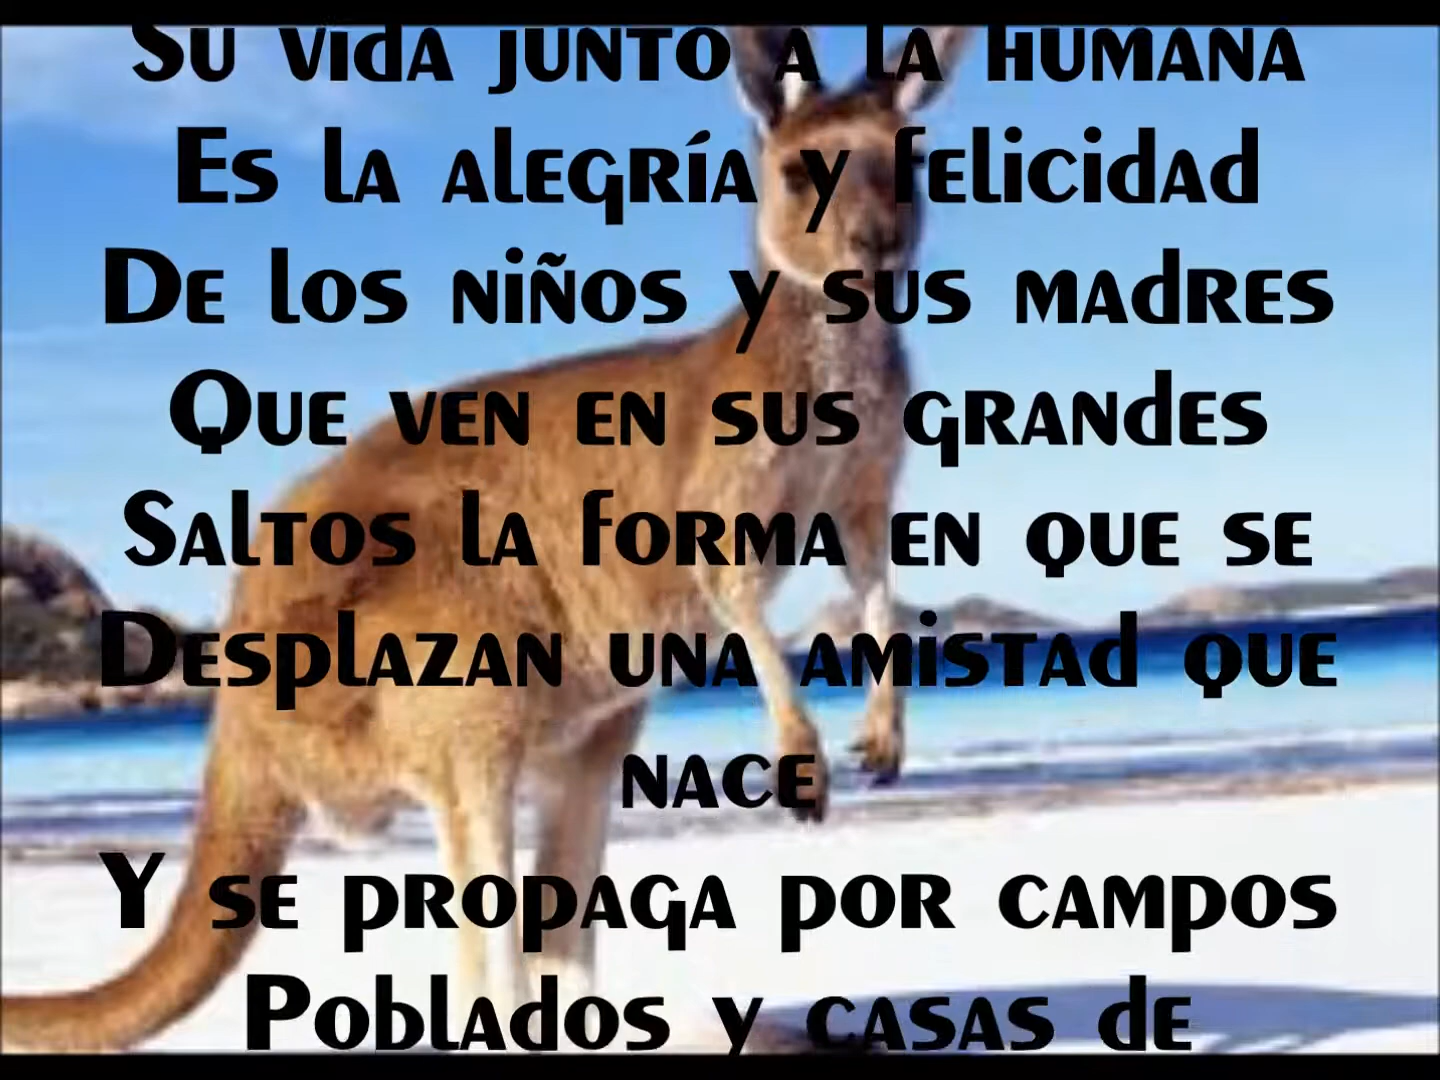 Su vida junto a la humana
Es la alegría y felicidad
De los niños y sus madres
Que ven en sus grandes
Saltos la forma en que se
Desplazan una amistad que
nace
Y se propaga por campos
Poblados y casas de